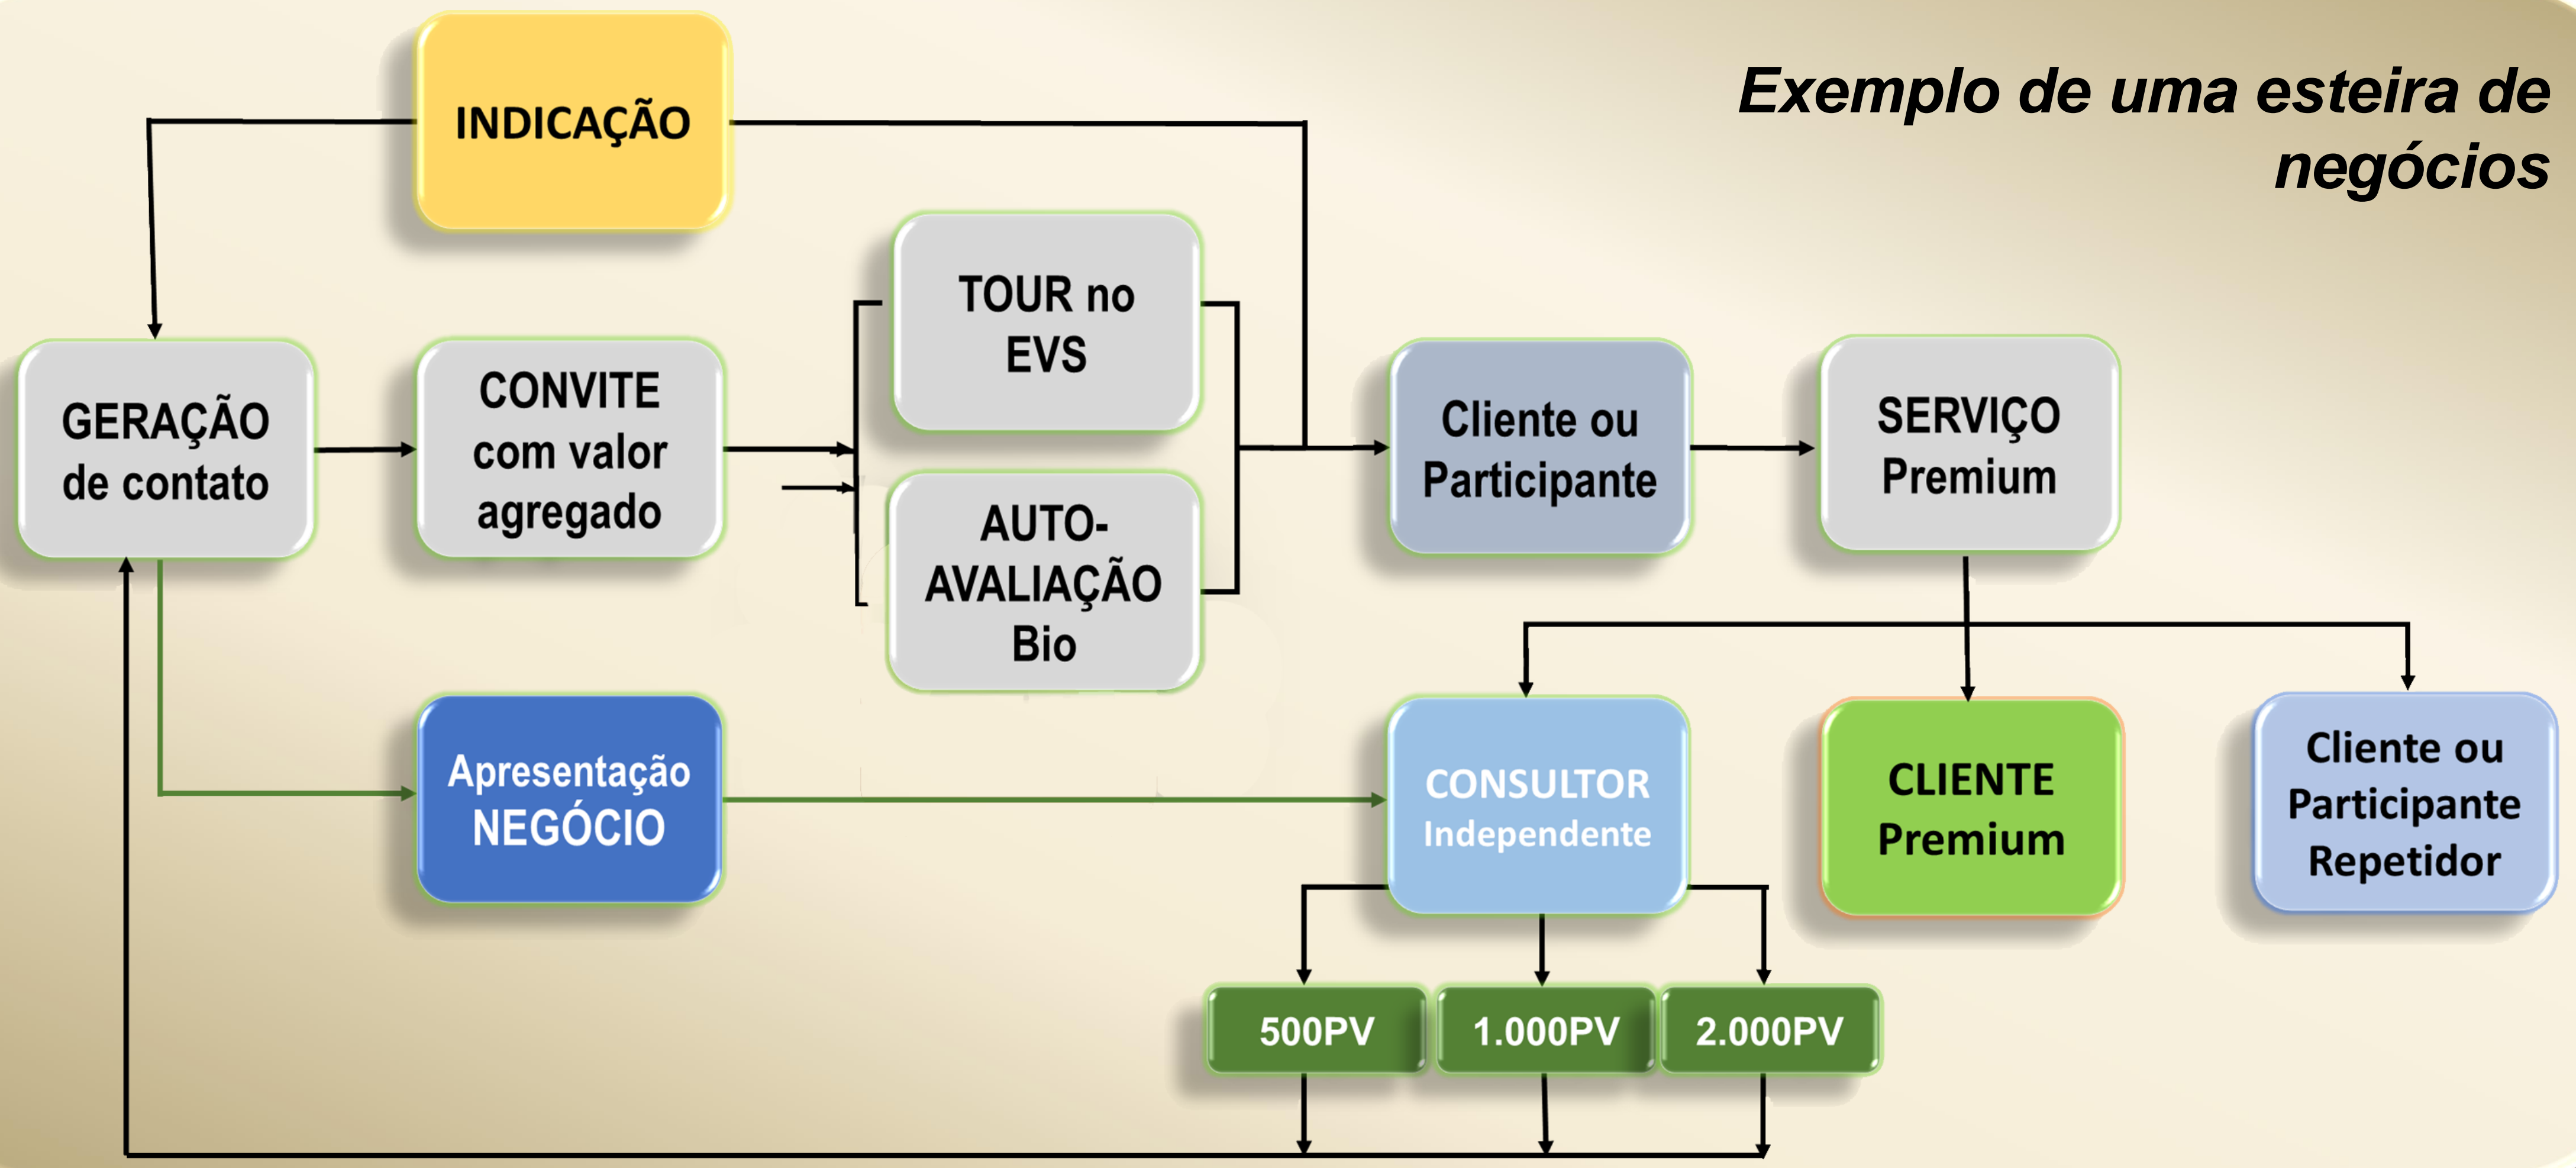 Exemplo de uma esteira de
negócios
INDICAÇÃO
TOUR no
EVS
GERAÇÃO
de contato
CONVITE
com valor
agregado
AUTO-
AVALIAÇÃO
Bio
Cliente ou
Participante
SERVIÇO
Premium
Apresentação
NEGÓCIO
CONSULTOR
Independente
CLIENTE
Premium
Cliente ou
Participante
Repetidor
500PV
1.000PV
2.000PV